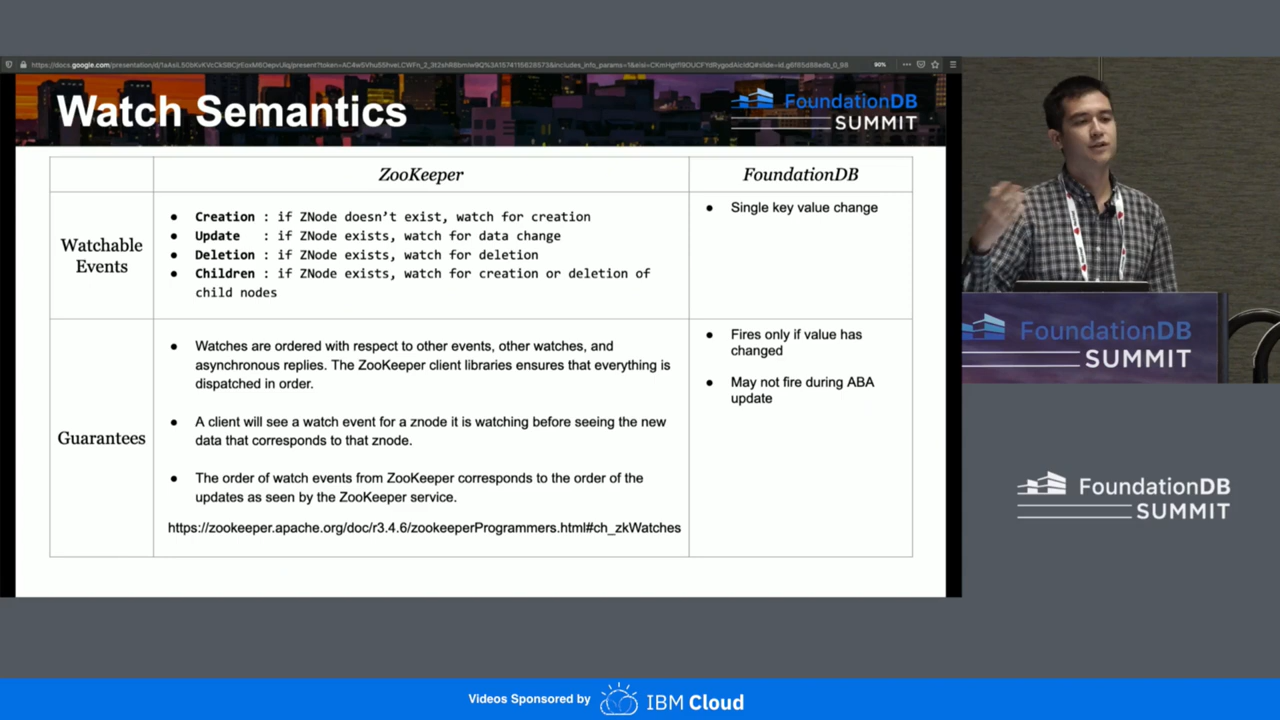 Watch Semantics
FoundationDB
SUMMIT
ZooKeeper
FoundationDB
Watchable
Events
● Creation : if ZNode doesn’t exist, watch for creation
● Update : if ZNode exists, watch for data change
● Deletion : if ZNode exists, watch for deletion
● Children : if ZNode exists, watch for creation or deletion of
child nodes
● Single key value change
Guarantees
● Watches are ordered with respect to other events, other watches, and
asynchronous replies. The ZooKeeper client libraries ensures that everything is
dispatched in order.
● A client will see a watch event for a znode it is watching before seeing the new
data that corresponds to that znode.
● The order of watch events from ZooKeeper corresponds to the order of the
updates as seen by the ZooKeeper service.
https://zookeeper.apache.org/doc/r3.4.6/zookeeperProgrammers.html#ch_zkWatches
● Fires only if value has
changed
● May not fire during ABA
update
90%
FoundationDB
SUMMIT
FoundationDB
SUMMIT
Videos Sponsored by
IBM Cloud